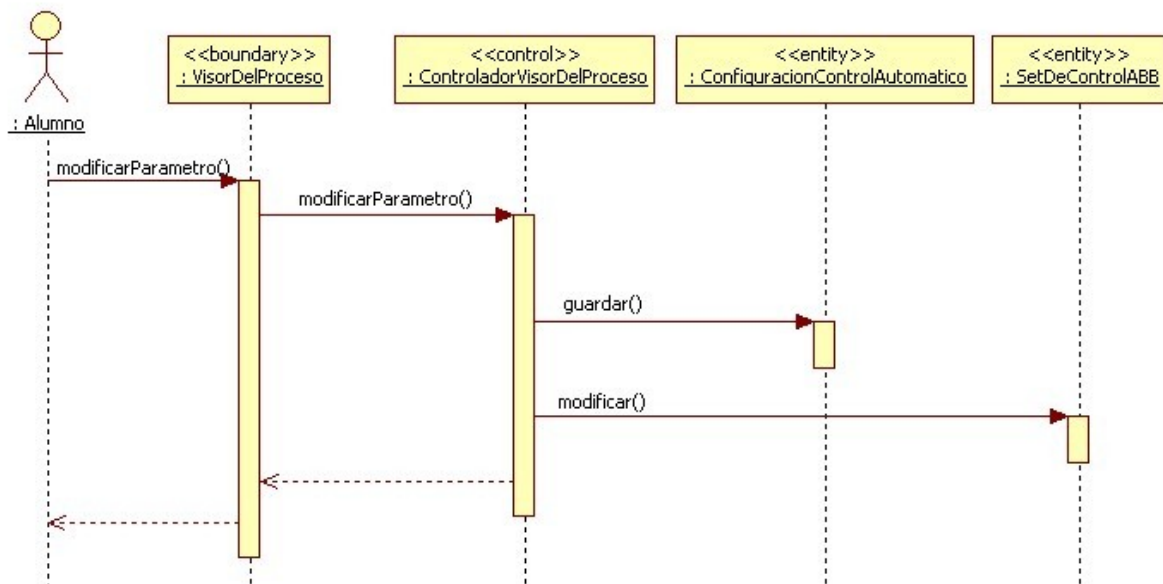 <<boundary>>
: VisorDelProceso
<<control>>
: ControladorVisorDelProceso
<<entity>>
: ConfiguracionControlAutomatico
<<entity>>
: SetDeControlABB
: Alumno
modificarParametro()
modificarParametro()
guardar()
modificar()